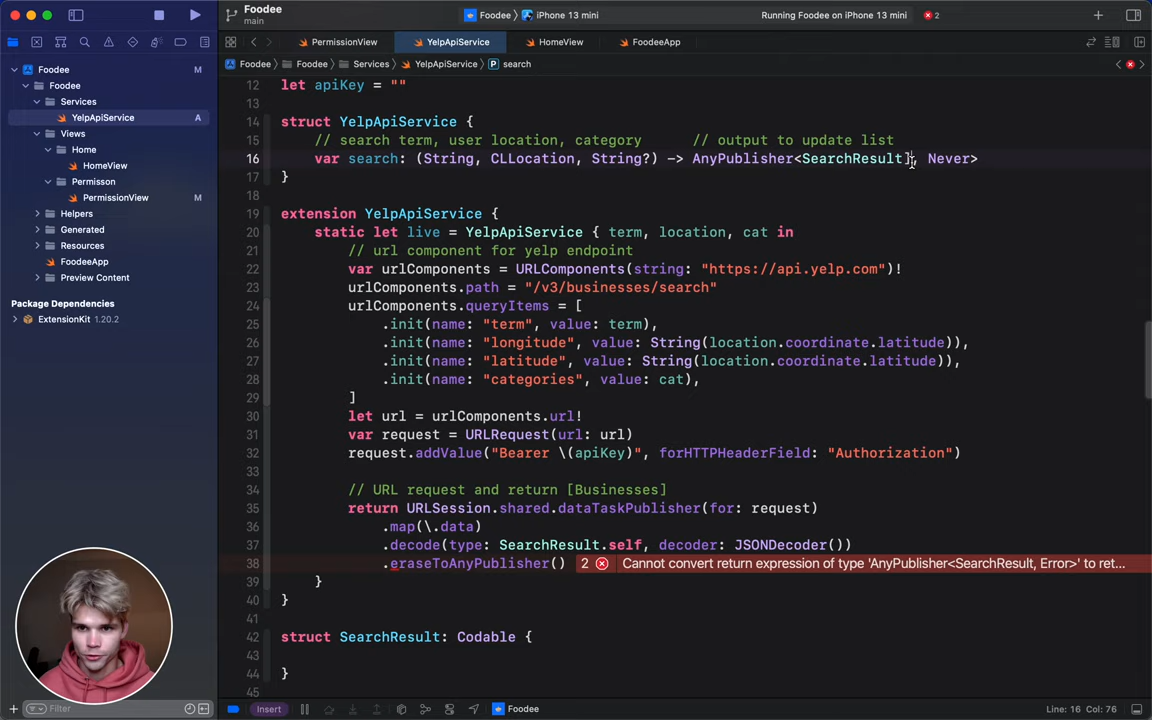 Foodee
main
Foodee
iPhone 13 mini
Running Foodee on iPhone 13 mini
2
PermissionView
YelpApiService
HomeView
FoodeeApp
Foodee
Foodee
Services
YelpApiService
P
search
Foodee
M
Foodee
Services
YelpApiService
A
Views
Home
HomeView
Permisson
PermissionView
Helpers
Generated
Resources
FoodeeApp
Preview Content
Package Dependencies
ExtensionKit 1.20.2
12 let apiKey = ""
13
14 struct YelpApiService {
15 // search term, user location, category // output to update list
16 var search: (String, CLLocation, String?) -> AnyPublisher<SearchResult], Never>
17 }
18
19 extension YelpApiService {
20 static let live = YelpApiService { term, location, cat in
21 // url component for yelp endpoint
22 var urlComponents = URLComponents(string: "https://api.yelp.com")!
23 urlComponents.path = "/v3/businesses/search"
24 urlComponents.queryItems = [
25 .init(name: "term", value: term),
26 .init(name: "longitude", value: String(location.coordinate.latitude)),
27 .init(name: "latitude", value: String(location.coordinate.latitude)),
28 .init(name: "categories", value: cat),
29 ]
30 let url = urlComponents.url!
31 var request = URLRequest(url: url)
32 request.addValue("Bearer \(apiKey)", forHTTPHeaderField: "Authorization")
33
34 // URL request and return [Businesses]
35 return URLSession.shared.dataTaskPublisher(for: request)
36 .map(\.data)
37 .decode(type: SearchResult.self, decoder: JSONDecoder())
38 .eraseToAnyPublisher() 2 Cannot convert return expression of type 'AnyPublisher<SearchResult, Error>' to ret...
39 }
40 }
41
42 struct SearchResult: Codable {
43
44 }
45
Filter
Insert
Foodee
Line: 16 Col: 76